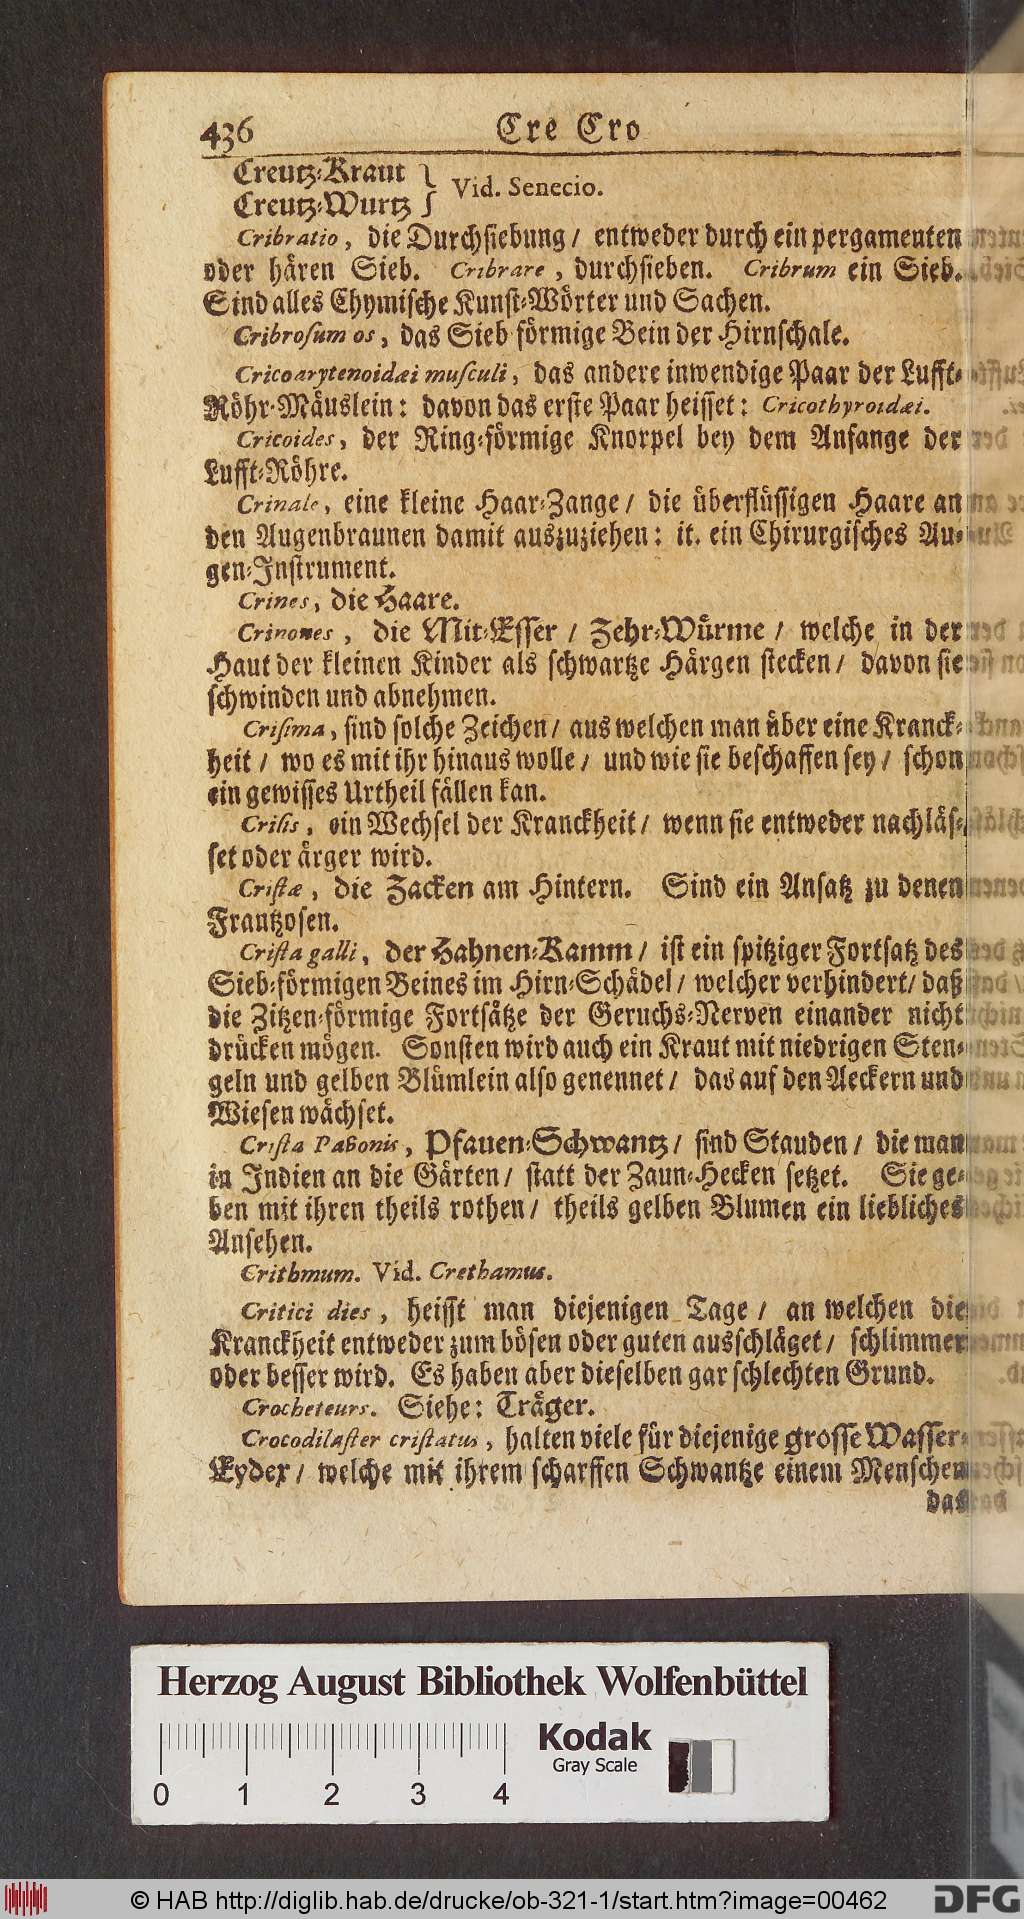 436 Cre Cro
Creutz-Kraut
Creutz-Wurtz } Vid. Senecio.
Cribratio, die Durchsiebung/ entweder durch ein pergamenten
oder hären Sieb. Cribrare, durchsieben. Cribrum ein Sieb.
Sind alles Chymische Kunst-Wörter und Sachen.
Cribrosum os, das Sieb förmige Bein der Hirnschale.
Cricoarytenoidæi musculi, das andere inwendige Paar der Lufft-
Röhr-Mäuslein: davon das erste Paar heisset: Cricothyroidæi.
Cricoides, der Ring-förmige Knorpel bey dem Anfange der
Lufft-Röhre.
Crinale, eine kleine Haar-Zange/ die überflüssigen Haare an
den Augenbraunen damit auszuziehen: it. ein Chirurgisches Au-
gen-Instrument.
Crines, die Haare.
Crinones, die Mit-Esser / Zehr-Würme / welche in der
Haut der kleinen Kinder als schwartze Härgen stecken/ davon sie
schwinden und abnehmen.
Crisima, sind solche Zeichen/ aus welchen man über eine Kranck-
heit / wo es mit ihr hinaus wolle / und wie sie beschaffen sey / schon
ein gewisses Urtheil fällen kan.
Crisis, ein Wechsel der Kranckheit/ wenn sie entweder nachläs-
set oder ärger wird.
Cristæ, die Zacken am Hintern. Sind ein Ansatz zu denen
Frantzosen.
Crista galli, der Hahnen-Kamm/ ist ein spitziger Fortsatz des
Sieb-förmigen Beines im Hirn-Schädel/ welcher verhindert/ daß
die Zitzen-förmige Fortsätze der Geruchs-Nerven einander nicht
drücken mögen. Sonsten wird auch ein Kraut mit niedrigen Sten-
geln und gelben Blümlein also genennet/ das auf den Aeckern und
Wiesen wächset.
Crista Pavonis, Pfauen-Schwantz/ sind Stauden/ die man
in Indien an die Gärten/ statt der Zaun-Hecken setzet. Sie ge-
ben mit ihren theils rothen/ theils gelben Blumen ein liebliches
Ansehen.
Crithmum. Vid. Crethamus.
Critici dies, heisst man diejenigen Tage/ an welchen die
Kranckheit entweder zum bösen oder guten ausschläget/ schlimmer
oder besser wird. Es haben aber dieselben gar schlechten Grund.
Crocheteurs. Siehe: Träger.
Crocodilaster cristatus, halten viele für diejenige grosse Wasser-
Eydex/ welche mit ihrem scharffen Schwantze einem Menschen
das
Herzog August Bibliothek Wolfenbüttel
0 1 2 3 4
Kodak
Gray Scale
© HAB http://diglib.hab.de/drucke/ob-321-1/start.htm?image=00462
DFG